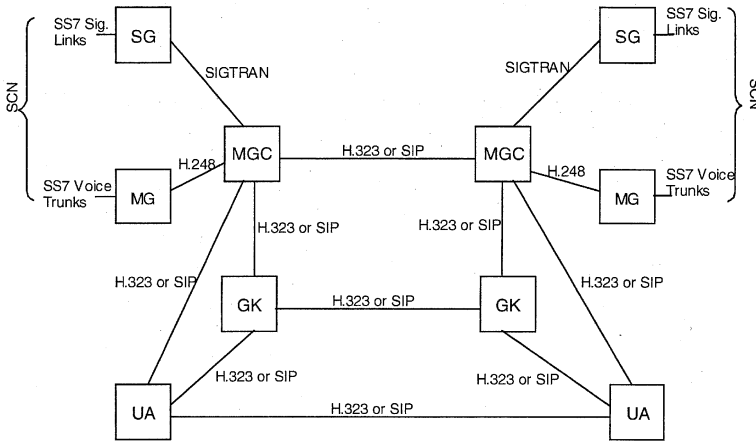 SS7 Sig.
Links
SG
SG
SS7 Sig.
Links
SCN
SCN
SIGTRAN
SIGTRAN
MGC
H.323 or SIP
MGC
H.248
H.248
SS7 Voice
Trunks
MG
MG
SS7 Voice
Trunks
H.323 or SIP
H.323 or SIP
H.323 or SIP
H.323 or SIP
GK
H.323 or SIP
GK
H.323 or SIP
H.323 or SIP
UA
H.323 or SIP
UA